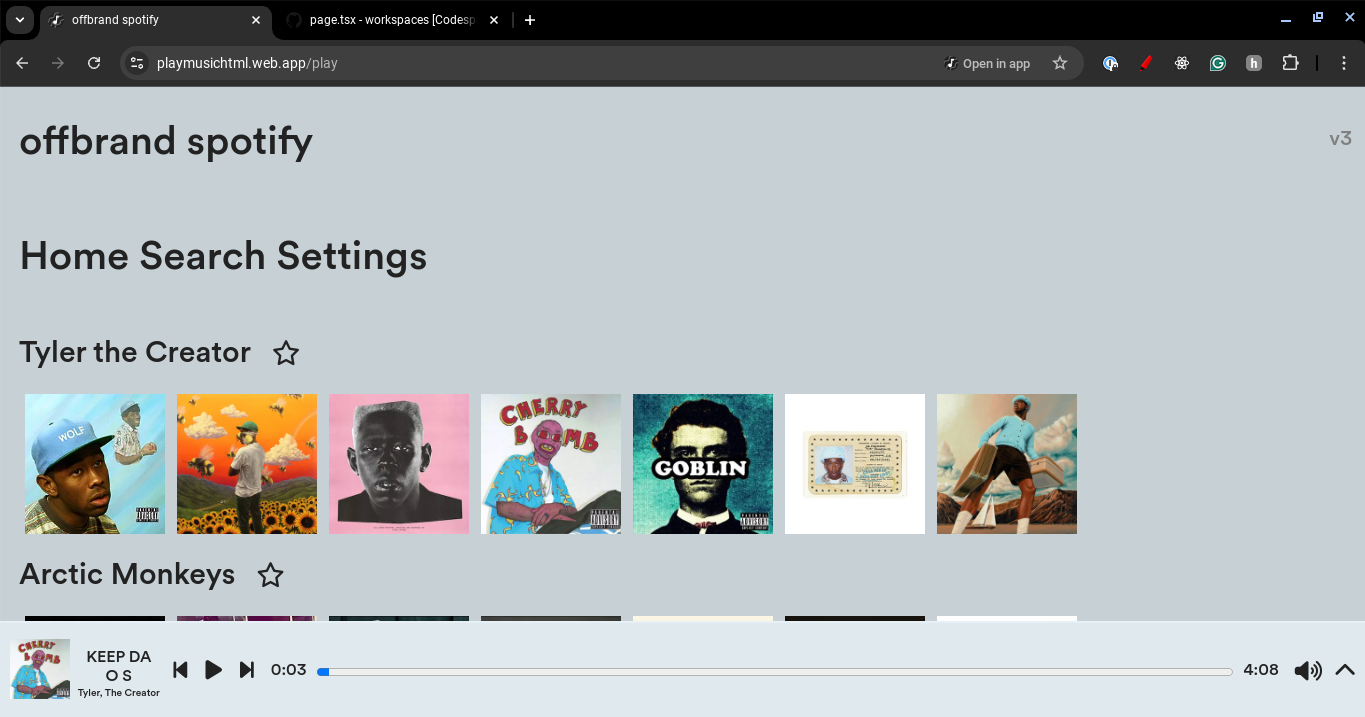 offbrand spotify
page.tsx - workspaces [Codesp
playmusichtml.web.app/play
Open in app
offbrand spotify
v3
Home Search Settings
Tyler the Creator
WOLF
CHERRY
BOMB
GOBLIN
Arctic Monkeys
CHERRY
BOMB
KEEP DA
O S
Tyler, The Creator
0:03
4:08